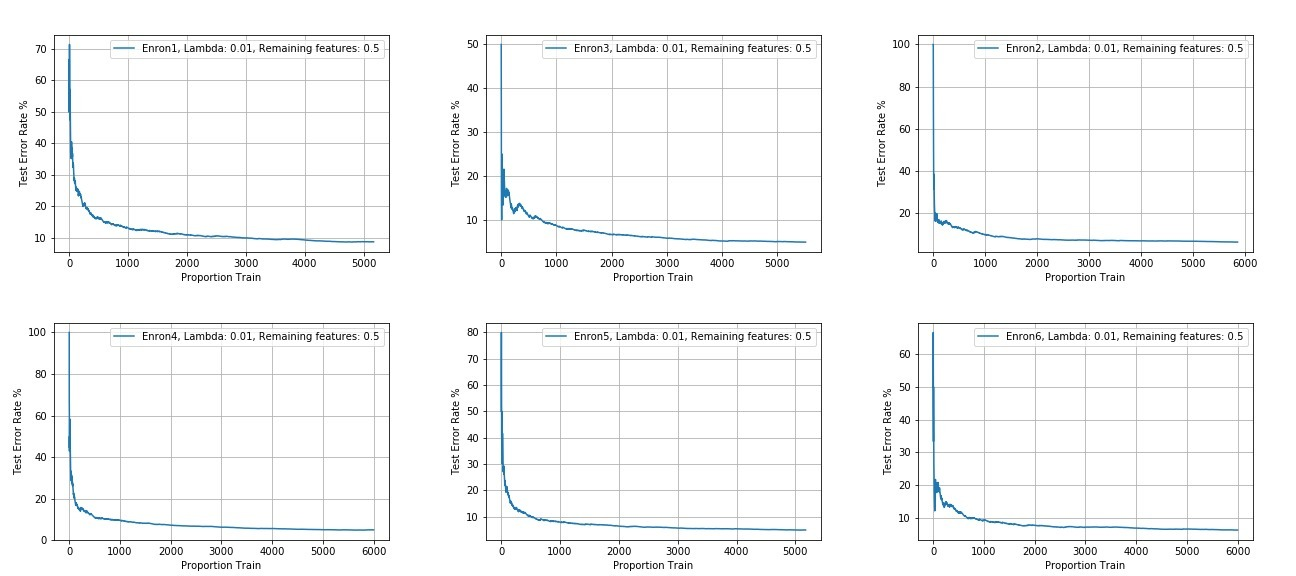 Enron1, Lambda: 0.01, Remaining features: 0.5
Test Error Rate %
70
60
50
40
30
20
10
0 1000 2000 3000 4000 5000
Proportion Train
Enron3, Lambda: 0.01, Remaining features: 0.5
Test Error Rate %
50
40
30
20
10
0 1000 2000 3000 4000 5000
Proportion Train
Enron2, Lambda: 0.01, Remaining features: 0.5
Test Error Rate %
100
80
60
40
20
0 1000 2000 3000 4000 5000 6000
Proportion Train
Enron4, Lambda: 0.01, Remaining features: 0.5
Test Error Rate %
100
80
60
40
20
0
0 1000 2000 3000 4000 5000 6000
Proportion Train
Enron5, Lambda: 0.01, Remaining features: 0.5
Test Error Rate %
80
70
60
50
40
30
20
10
0 1000 2000 3000 4000 5000
Proportion Train
Enron6, Lambda: 0.01, Remaining features: 0.5
Test Error Rate %
60
50
40
30
20
10
0 1000 2000 3000 4000 5000 6000
Proportion Train